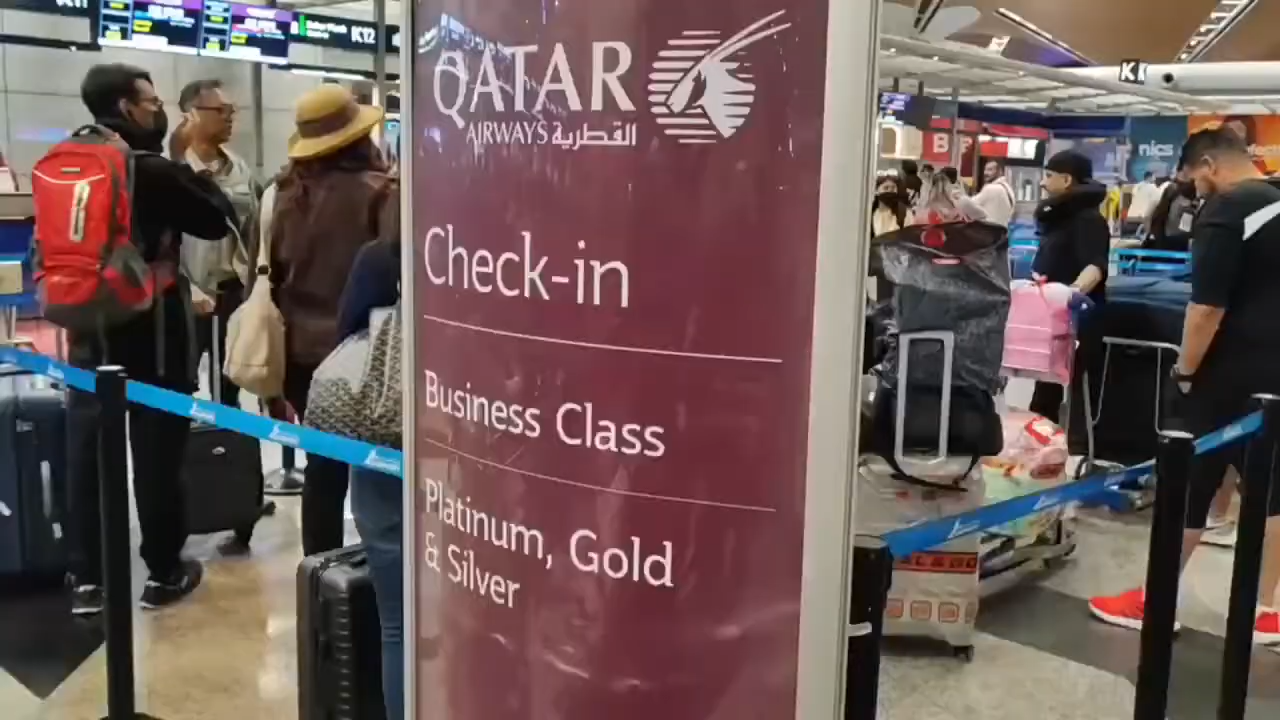 K11
K12
QATAR
AIRWAYS القطرية
Check-in
Business Class
Platinum, Gold
& Silver
K
nics